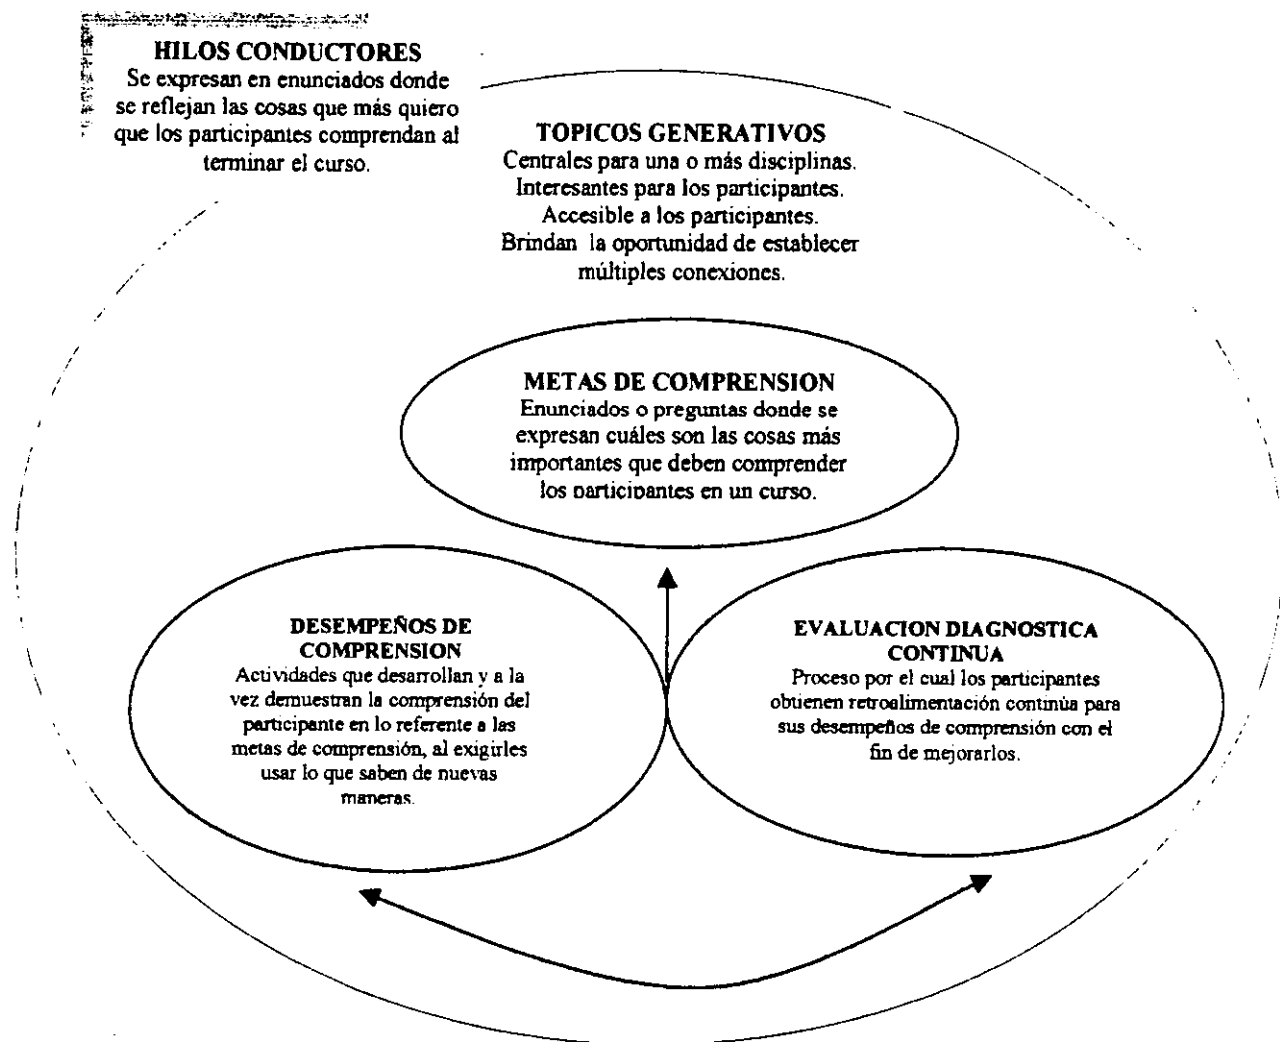 HILOS CONDUCTORES
Se expresan en enunciados donde
se reflejan las cosas que más quiero
que los participantes comprendan al
terminar el curso.
TOPICOS GENERATIVOS
Centrales para una o más disciplinas.
Interesantes para los participantes.
Accesible a los participantes.
Brindan la oportunidad de establecer
múltiples conexiones.
METAS DE COMPRENSION
Enunciados o preguntas donde se
expresan cuáles son las cosas más
importantes que deben comprender
los participantes en un curso.
DESEMPEÑOS DE
COMPRENSION
Actividades que desarrollan y a la
vez demuestran la comprensión del
participante en lo referente a las
metas de comprensión, al exigirles
usar lo que saben de nuevas
maneras.
EVALUACION DIAGNOSTICA
CONTINUA
Proceso por el cual los participantes
obtienen retroalimentación continùa para
sus desempeños de comprensión con el
fin de mejorarlos.